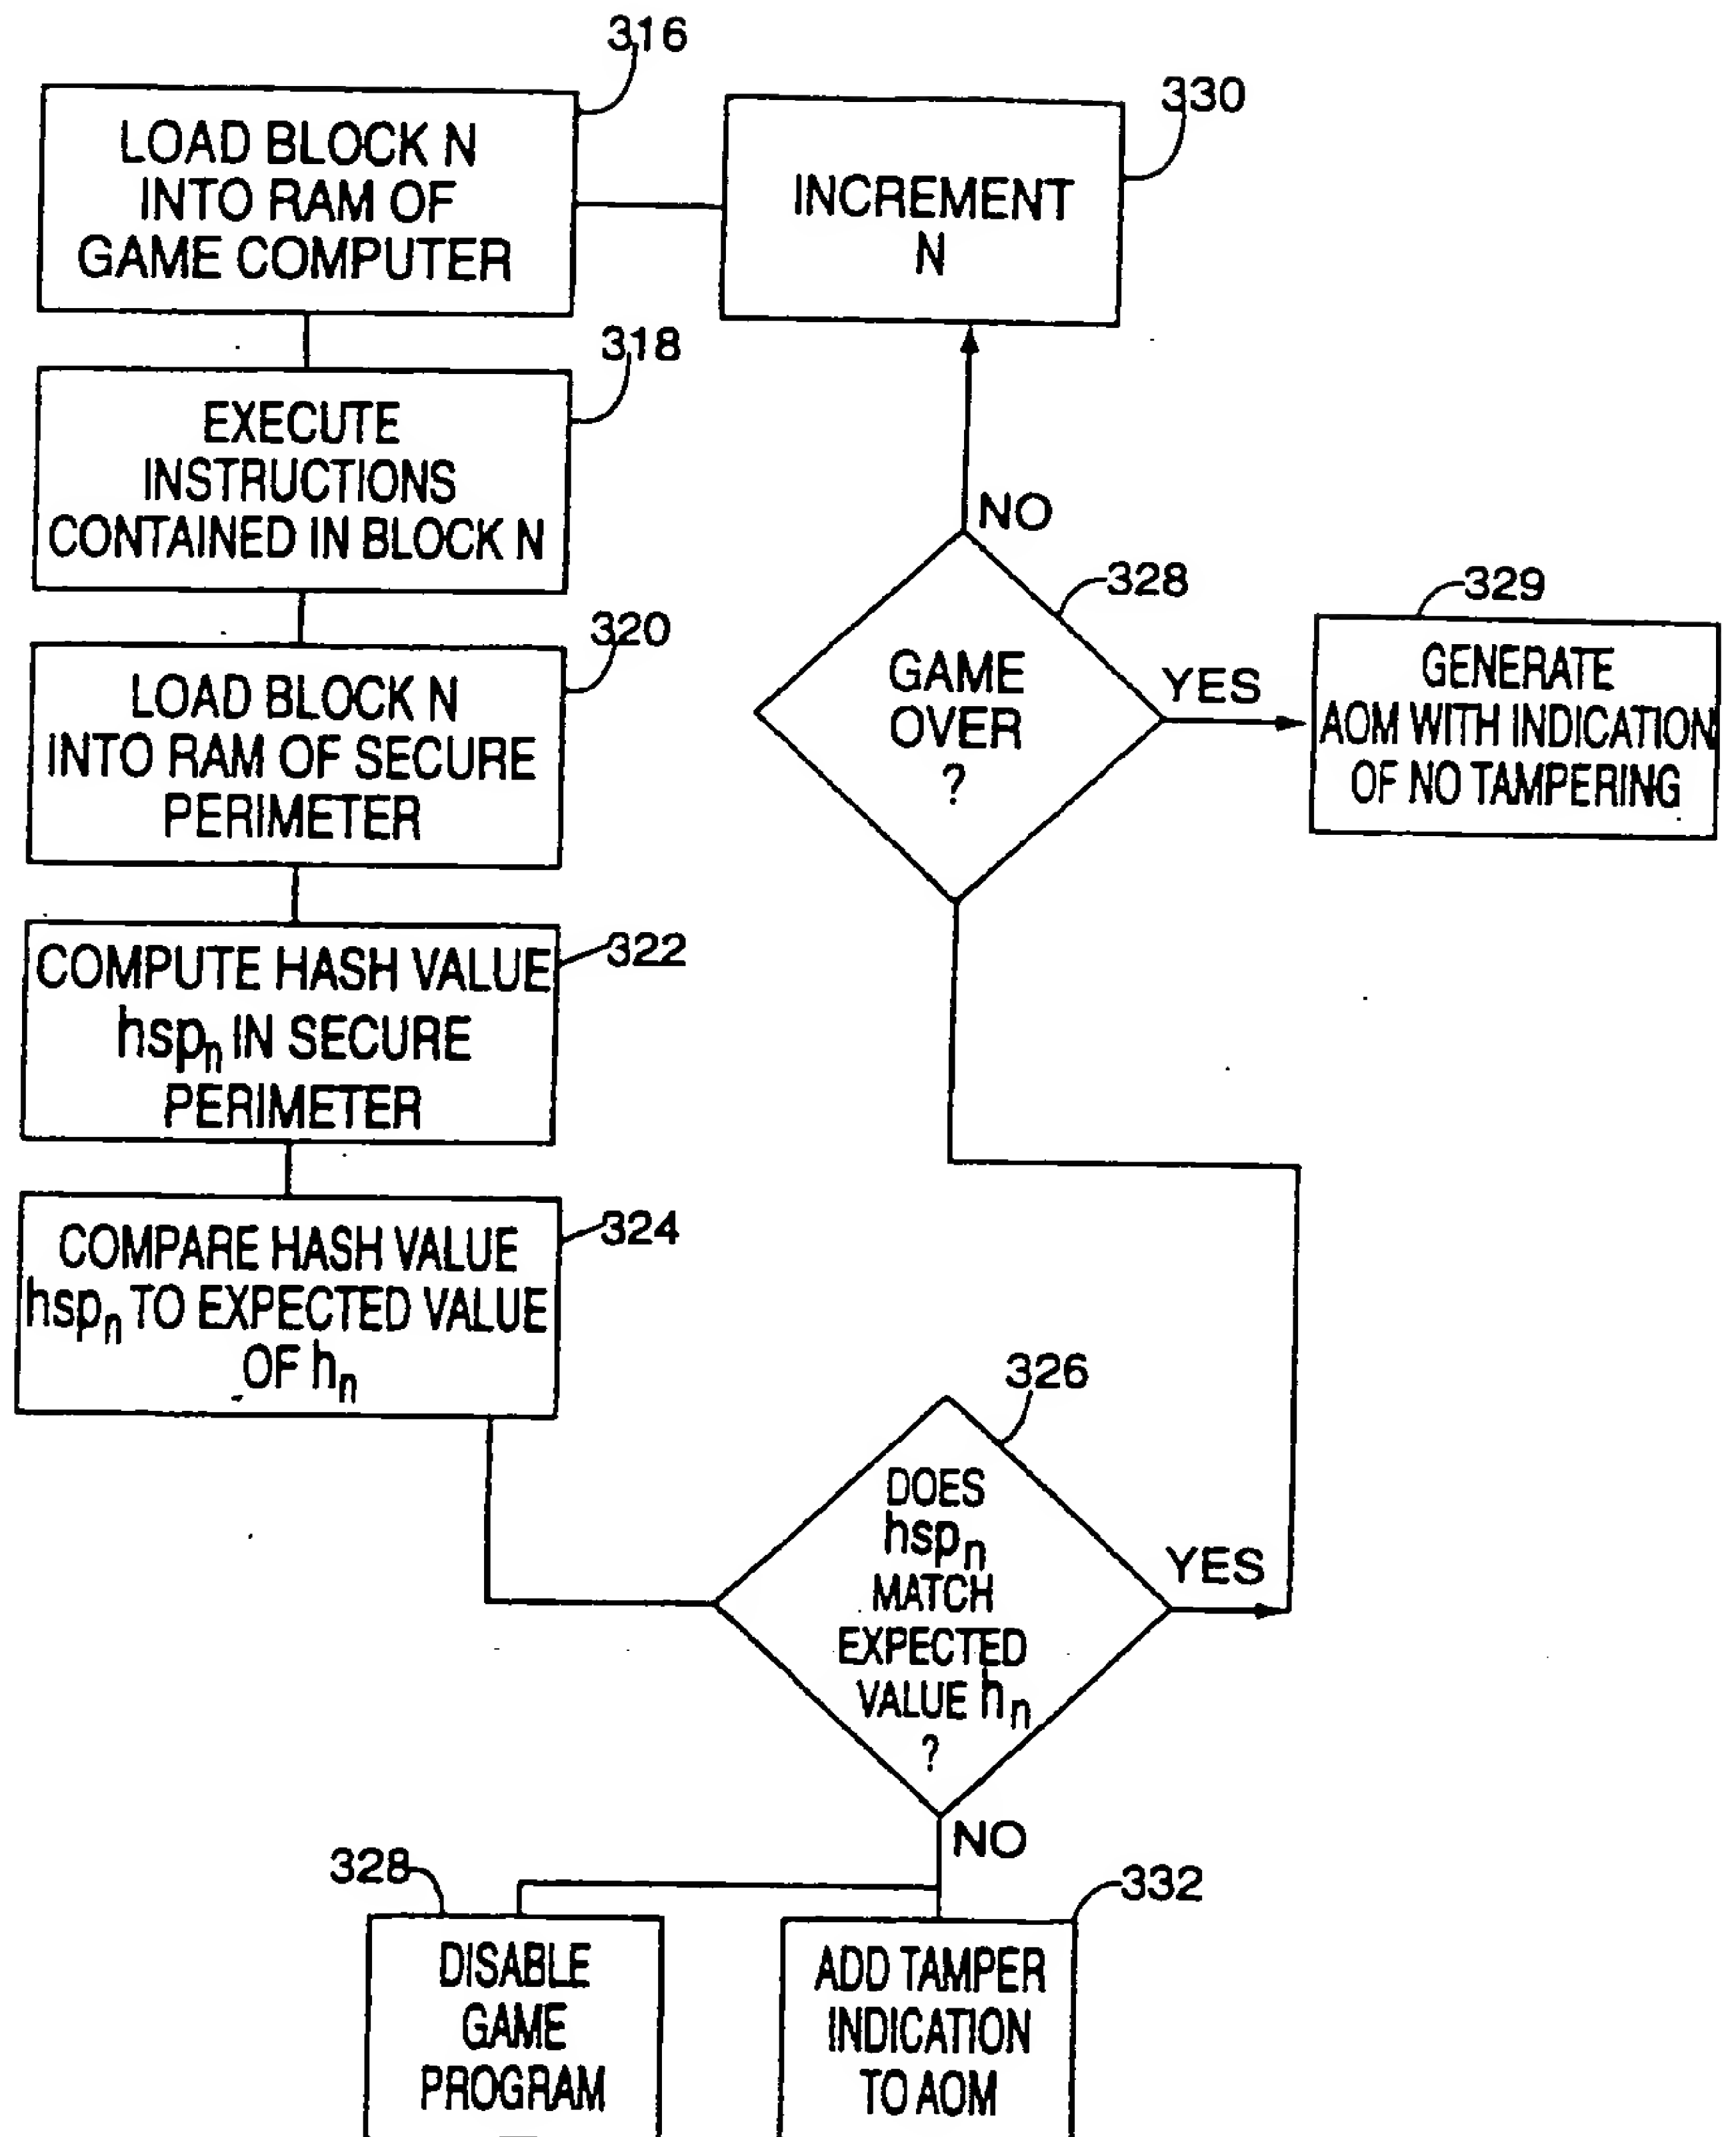 316
LOAD BLOCK N
INTO RAM OF
GAME COMPUTER
330
INCREMENT
N
318
EXECUTE
INSTRUCTIONS
CONTAINED IN BLOCK N
320
LOAD BLOCK N
INTO RAM OF SECURE
PERIMETER
322
COMPUTE HASH VALUE
hspn IN SECURE
PERIMETER
324
COMPARE HASH VALUE
hspn TO EXPECTED VALUE
OF hn
NO
328
GAME
OVER
?
YES
329
GENERATE
AOM WITH INDICATION
OF NO TAMPERING
326
DOES
hspn
MATCH
EXPECTED
VALUE hn
?
YES
NO
328
DISABLE
GAME
PROGRAM
332
ADD TAMPER
INDICATION
TO AOM